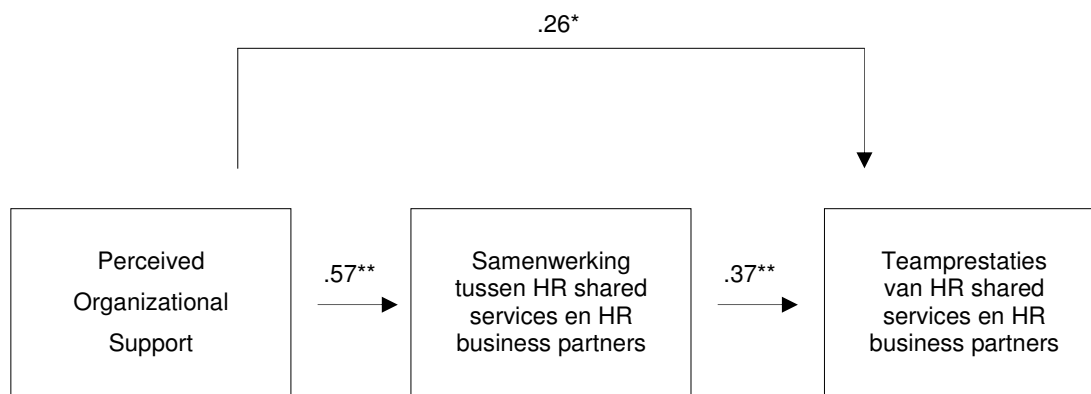 .26*
Perceived
Organizational
Support
.57**
Samenwerking
tussen HR shared
services en HR
business partners
.37**
Teamprestaties
van HR shared
services en HR
business partners